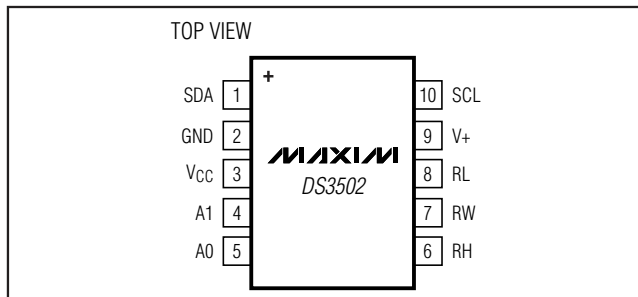 TOP VIEW
+
SDA 1 10 SCL
GND 2 9 V+
VCC 3 8 RL
A1 4 7 RW
A0 5 6 RH
MAXIM
DS3502